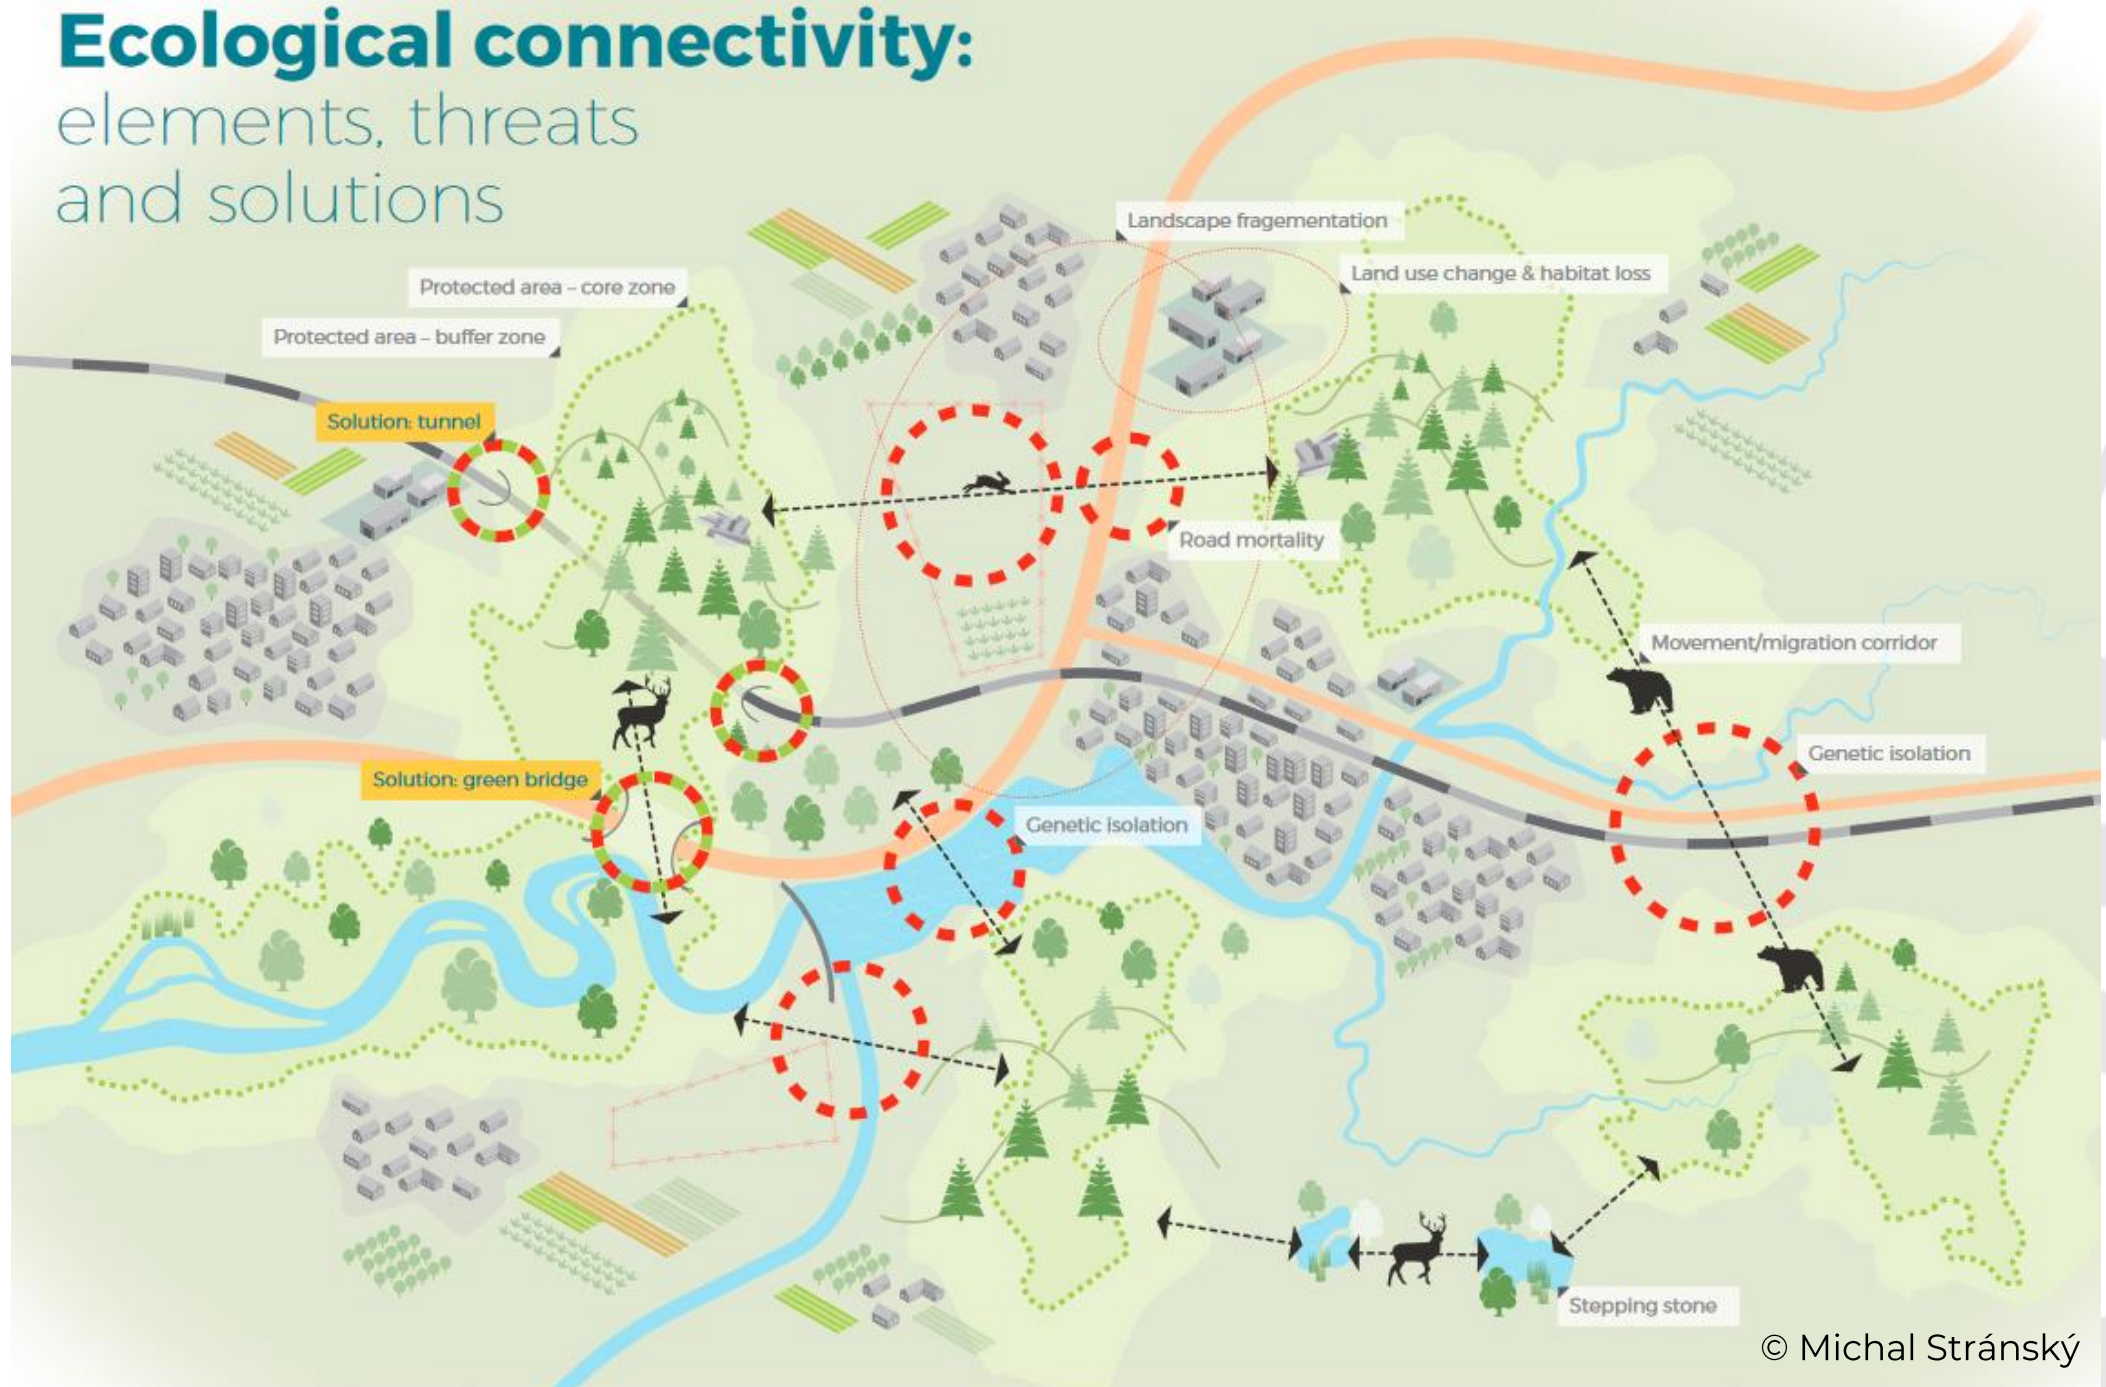 Ecological connectivity:
elements, threats
and solutions
Landscape fragementation
Land use change & habitat loss
Protected area – core zone
Protected area – buffer zone
Solution: tunnel
Road mortality
Movement/migration corridor
Genetic isolation
Solution: green bridge
Genetic isolation
Stepping stone
© Michal Stránský